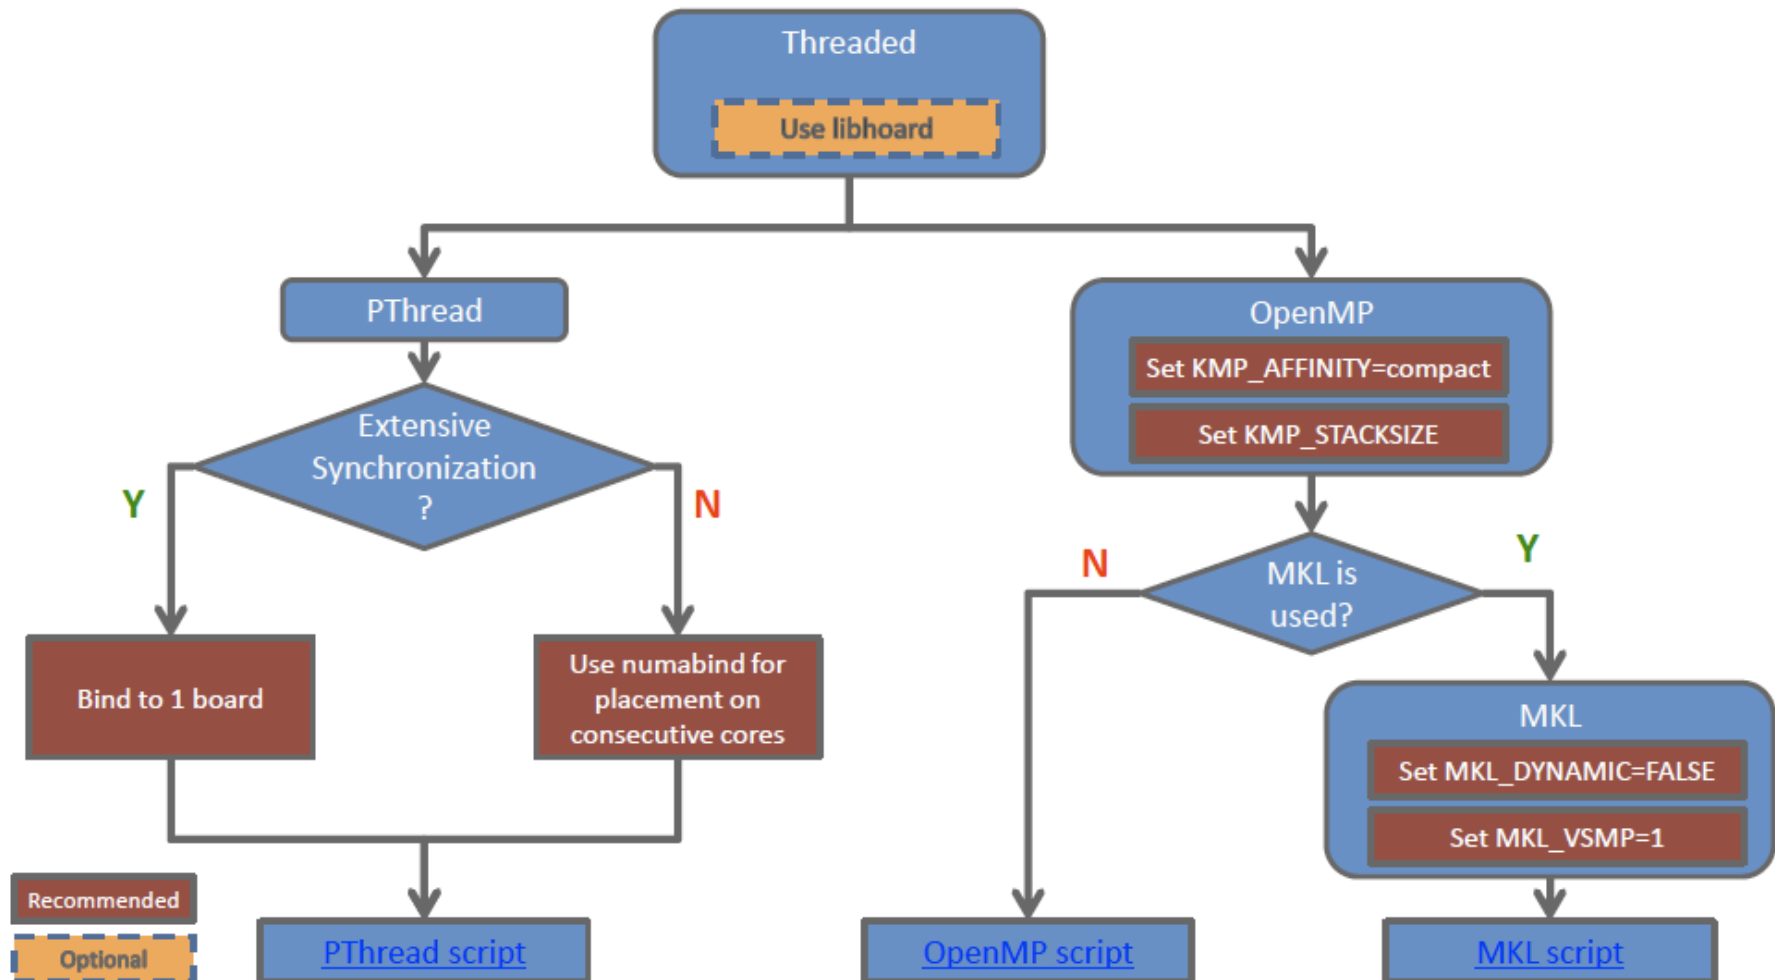 Threaded
Use libhoard
PThread
OpenMP
Set KMP_AFFINITY=compact
Set KMP_STACKSIZE
Extensive
Synchronization
?
Y
N
N
Y
MKL is
used?
Bind to 1 board
Use numabind for
placement on
consecutive cores
MKL
Set MKL_DYNAMIC=FALSE
Set MKL_VSMP=1
Recommended
Optional
PThread script
OpenMP script
MKL script